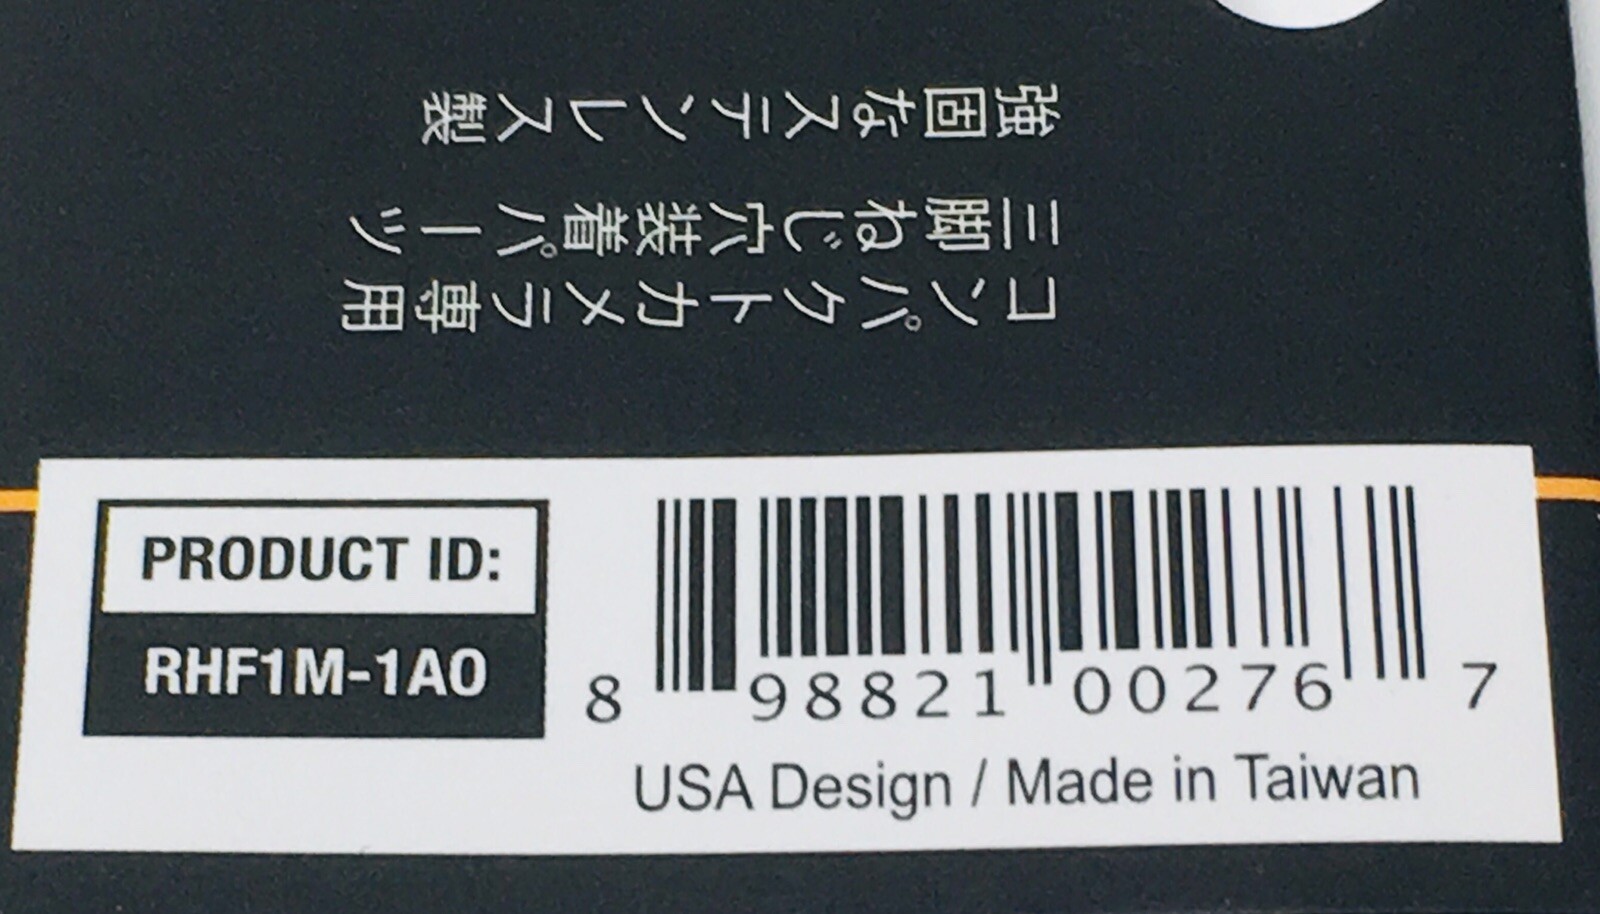 コンパクトカメラ専用
三脚ねじ穴装着パーツ
強固なステンレス製
PRODUCT ID:
RHF1M-1A0
8 98821 00276 7
USA Design / Made in Taiwan